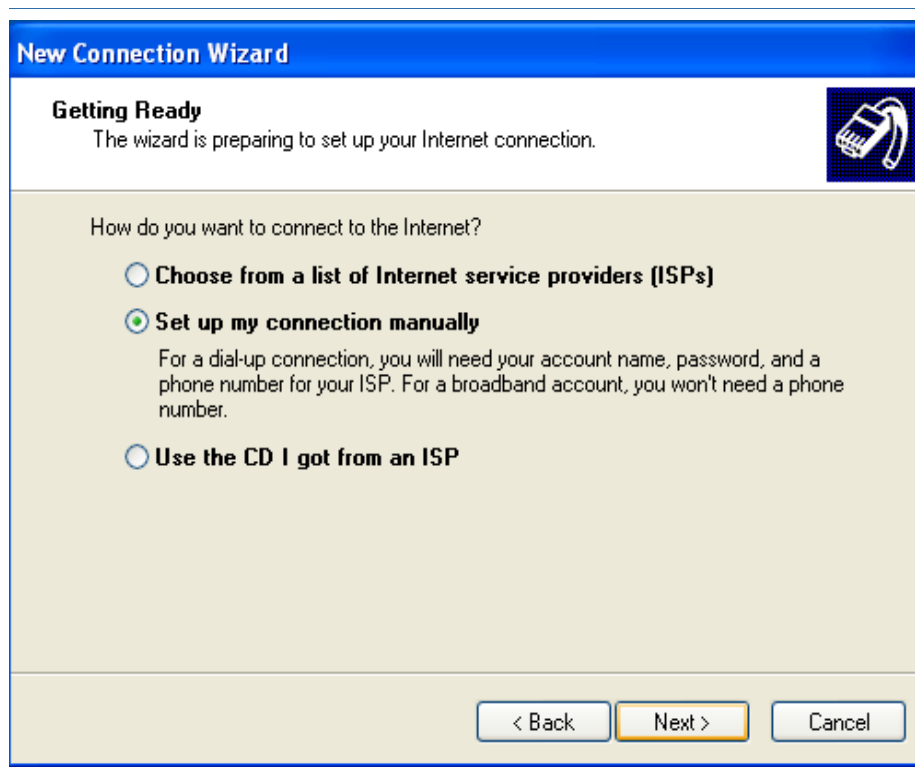 New Connection Wizard
Getting Ready
The wizard is preparing to set up your Internet connection.
How do you want to connect to the Internet?
Choose from a list of Internet service providers (ISPs)
Set up my connection manually
For a dial-up connection, you will need your account name, password, and a
phone number for your ISP. For a broadband account, you won't need a phone
number.
Use the CD I got from an ISP
< Back Next > Cancel